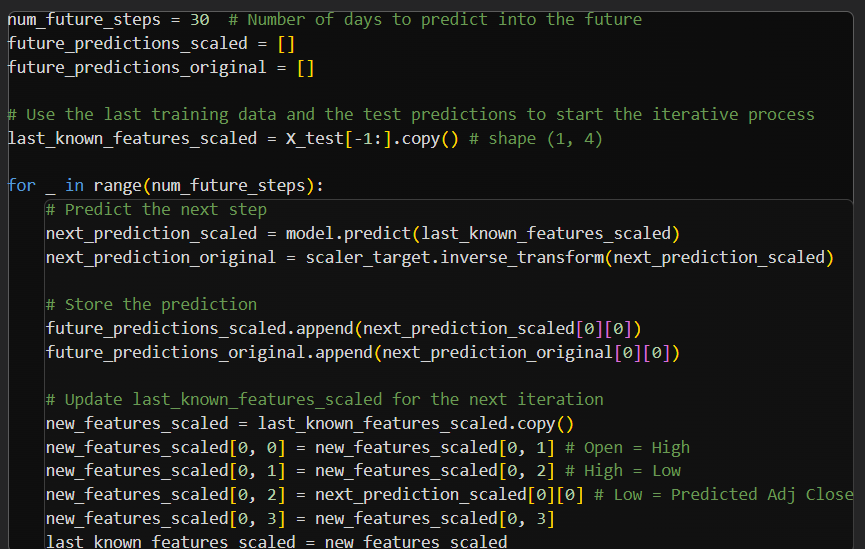 num_future_steps = 30  # Number of days to predict into the future
future_predictions_scaled = []
future_predictions_original = []

# Use the last training data and the test predictions to start the iterative process
last_known_features_scaled = X_test[-1:].copy() # shape (1, 4)

for _ in range(num_future_steps):
    # Predict the next step
    next_prediction_scaled = model.predict(last_known_features_scaled)
    next_prediction_original = scaler_target.inverse_transform(next_prediction_scaled)

    # Store the prediction
    future_predictions_scaled.append(next_prediction_scaled[0][0])
    future_predictions_original.append(next_prediction_original[0][0])

    # Update last_known_features_scaled for the next iteration
    new_features_scaled = last_known_features_scaled.copy()
    new_features_scaled[0, 0] = new_features_scaled[0, 1] # Open = High
    new_features_scaled[0, 1] = new_features_scaled[0, 2] # High = Low
    new_features_scaled[0, 2] = next_prediction_scaled[0][0] # Low = Predicted Adj Close
    new_features_scaled[0, 3] = new_features_scaled[0, 3]
    last_known_features_scaled = new_features_scaled